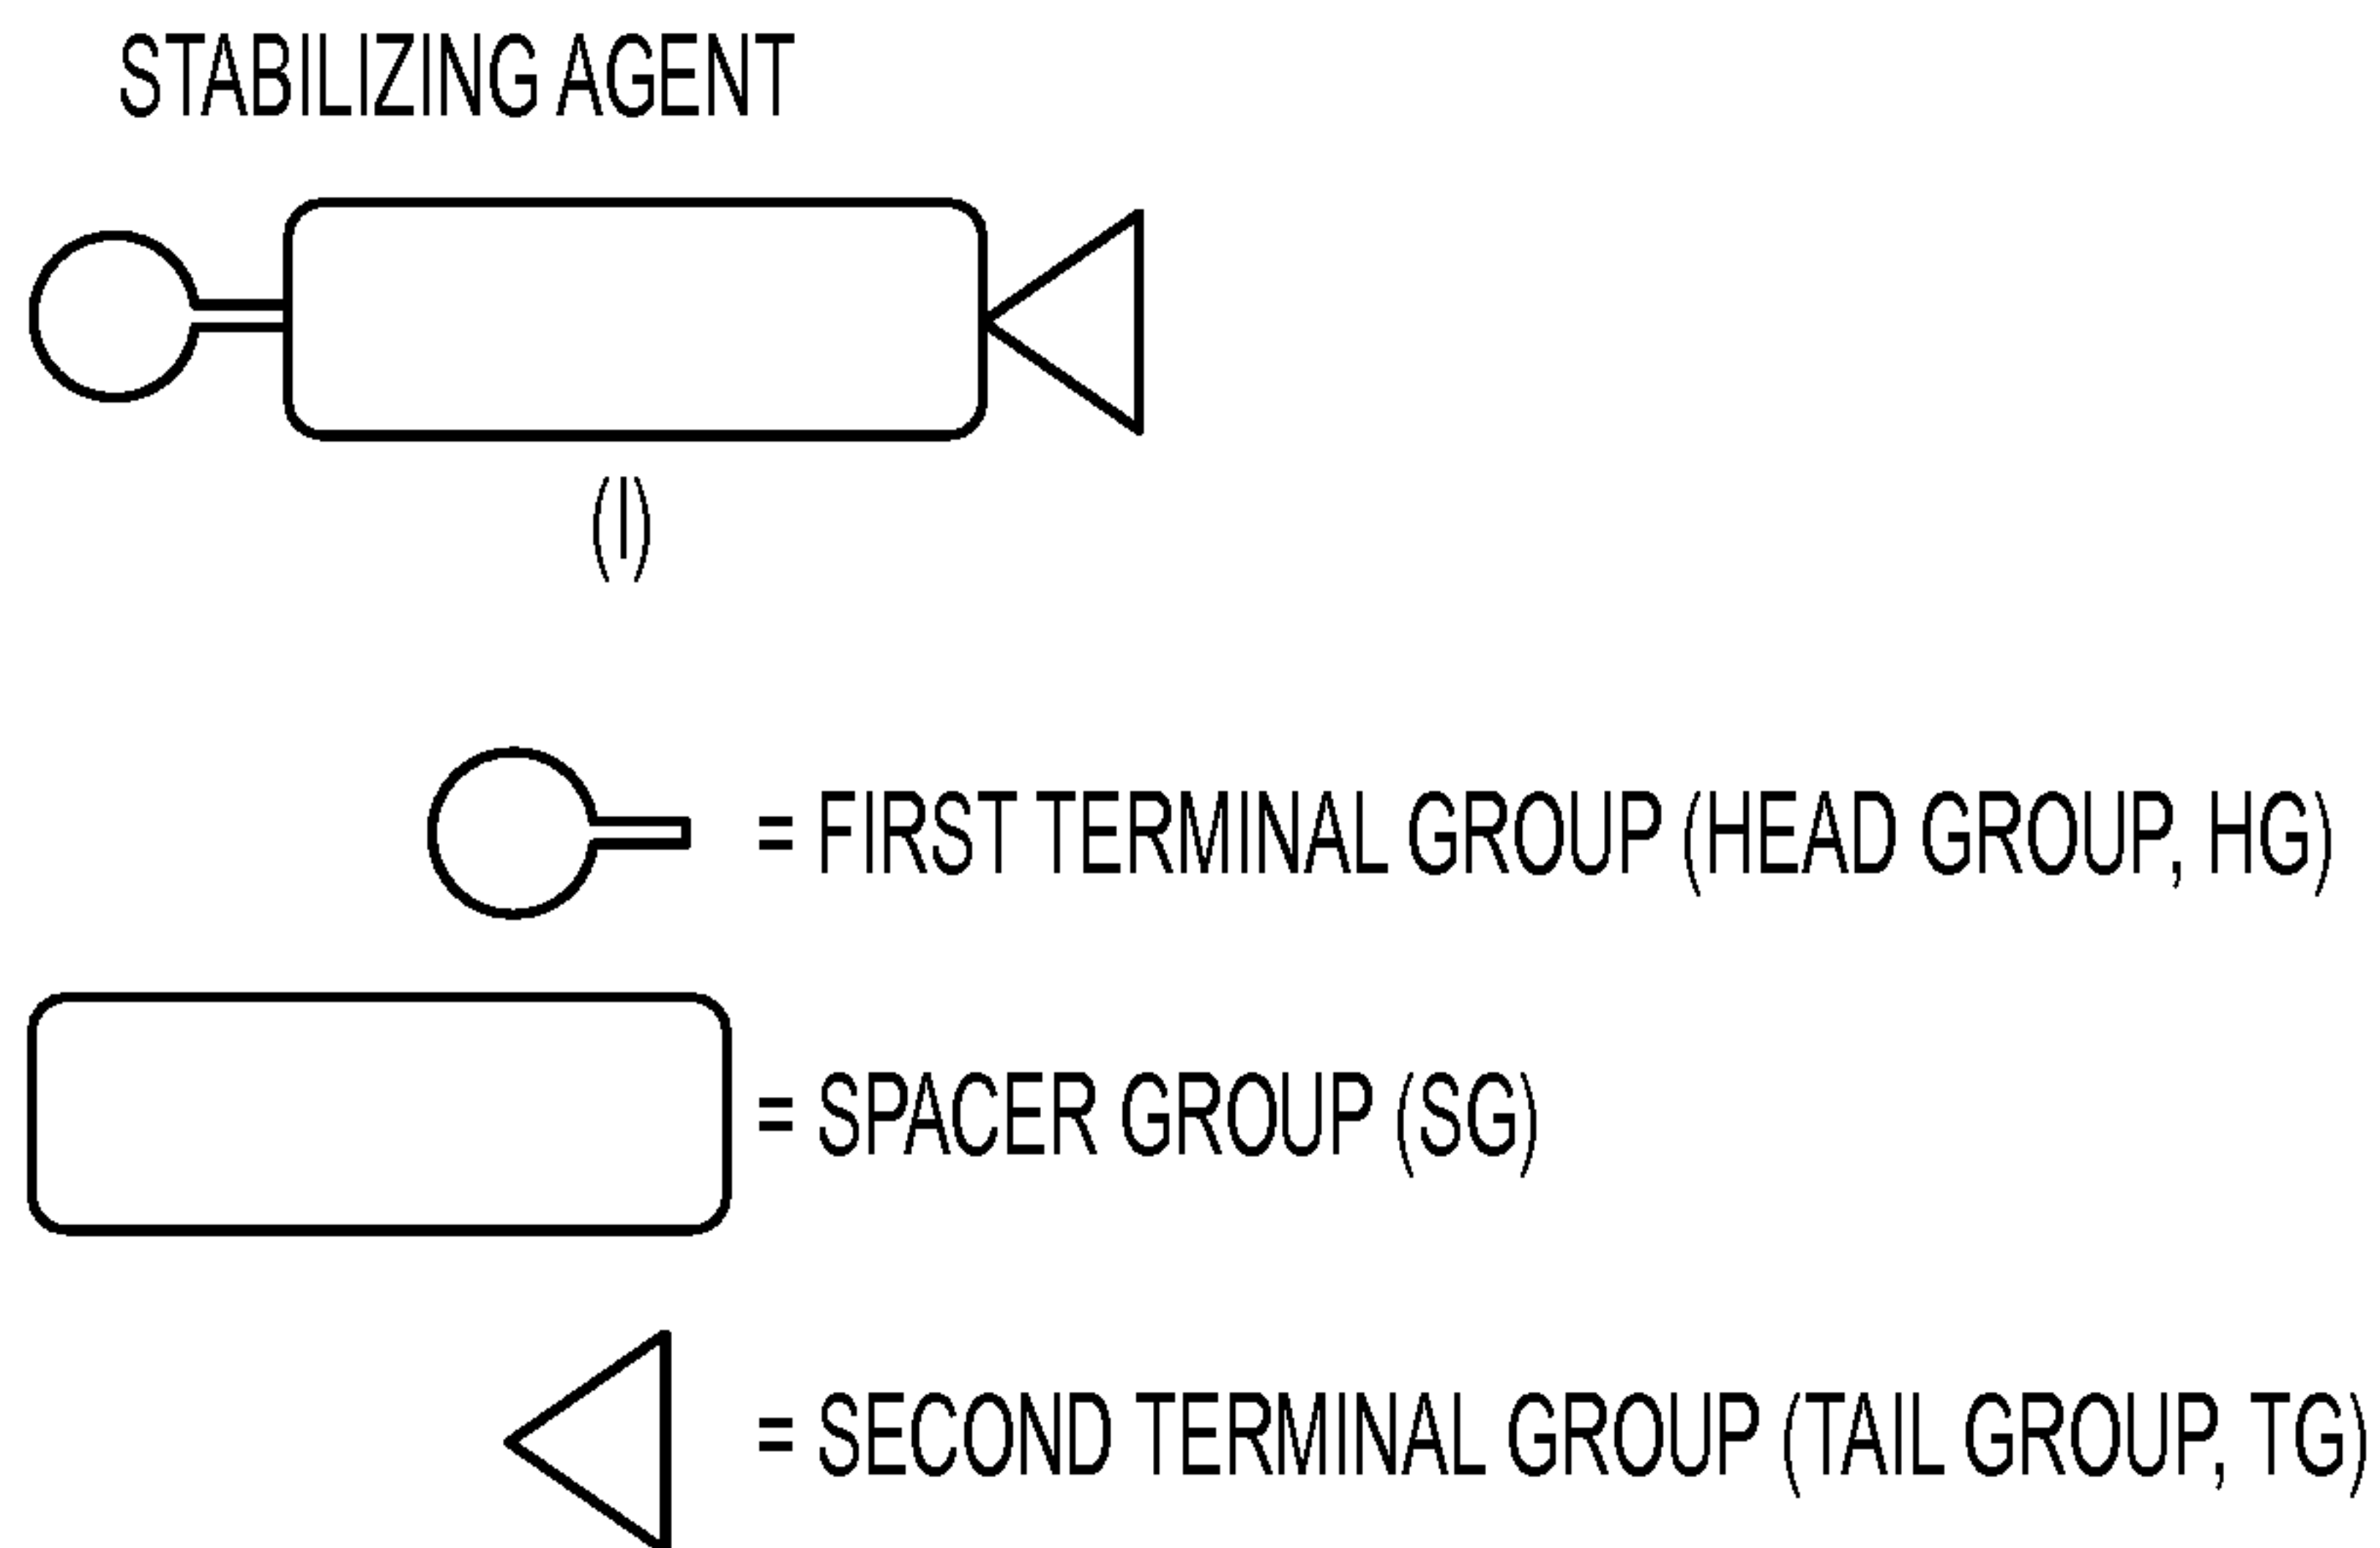 STABILIZING AGENT
(I)
= FIRST TERMINAL GROUP (HEAD GROUP, HG)
= SPACER GROUP (SG)
= SECOND TERMINAL GROUP (TAIL GROUP, TG)